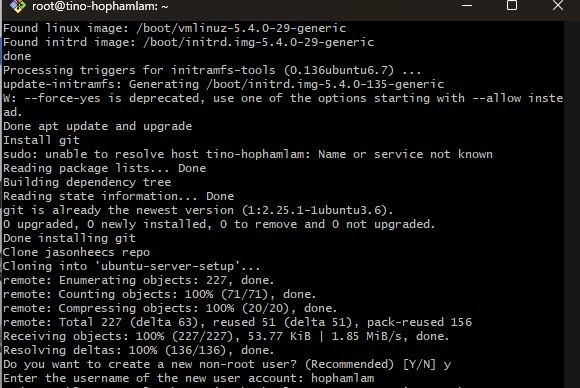 root@tino-hophamlam: ~
Found linux image: /boot/vmlinuz-5.4.0-29-generic
Found initrd image: /boot/initrd.img-5.4.0-29-generic
done
Processing triggers for initramfs-tools (0.136ubuntu6.7) ...
update-initramfs: Generating /boot/initrd.img-5.4.0-135-generic
W: --force-yes is deprecated, use one of the options starting with --allow inste
ad.
Done apt update and upgrade
Install git
sudo: unable to resolve host tino-hophamlam: Name or service not known
Reading package lists... Done
Building dependency tree
Reading state information... Done
git is already the newest version (1:2.25.1-1ubuntu3.6).
0 upgraded, 0 newly installed, 0 to remove and 0 not upgraded.
Done installing git
Clone jasonheecs repo
Cloning into 'ubuntu-server-setup'...
remote: Enumerating objects: 227, done.
remote: Counting objects: 100% (71/71), done.
remote: Compressing objects: 100% (20/20), done.
remote: Total 227 (delta 63), reused 51 (delta 51), pack-reused 156
Receiving objects: 100% (227/227), 53.77 KiB | 1.85 MiB/s, done.
Resolving deltas: 100% (136/136), done.
Do you want to create a new non-root user? (Recommended) [Y/N] y
Enter the username of the new user account: hophamlam